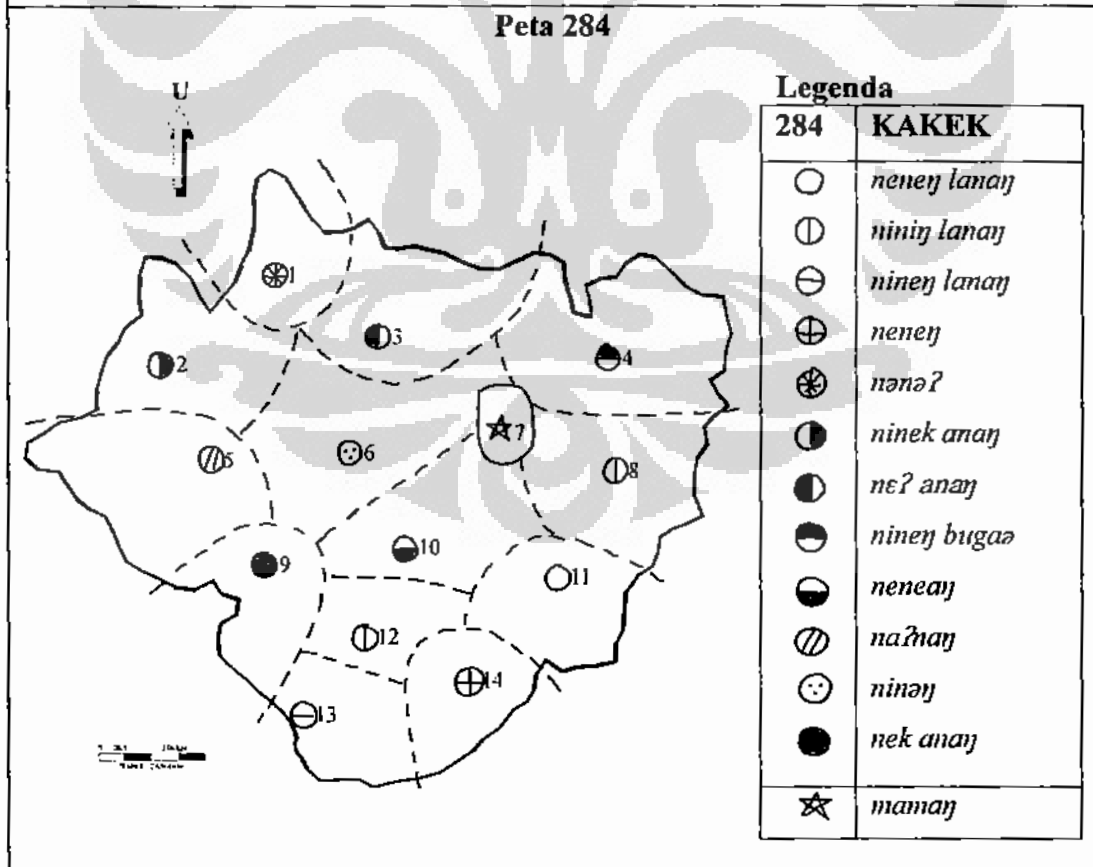 Peta 284
U
Legenda
284 KAKEK
neneŋ lanaŋ
niniŋ lanaŋ
nineŋ lanaŋ
neneŋ
nənəʔ
ninek anaŋ
nɛʔ anaŋ
nineŋ bugaə
neneaŋ
naʔnaŋ
ninəŋ
nek anaŋ
mamaŋ
1
3
2
4
7
6
5
8
10
9
11
12
14
13